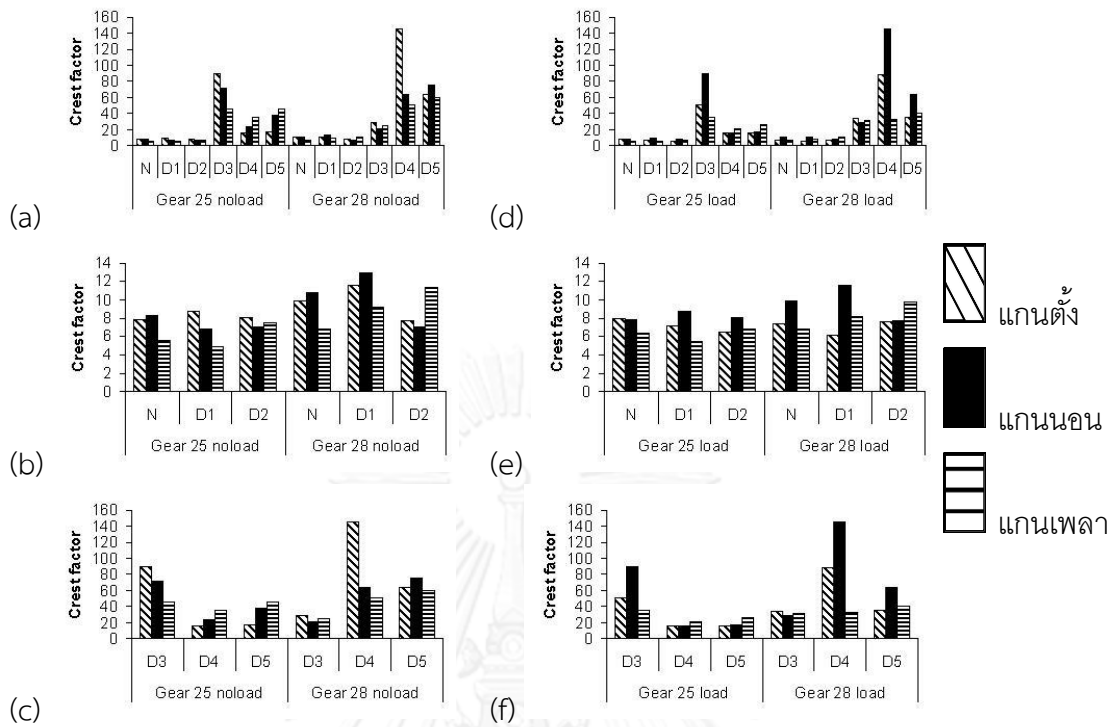 Crest factor
160
140
120
100
80
60
40
20
0
N D1 D2 D3 D4 D5 N D1 D2 D3 D4 D5
Gear 25 noload Gear 28 noload
(a)
Crest factor
160
140
120
100
80
60
40
20
0
N D1 D2 D3 D4 D5 N D1 D2 D3 D4 D5
Gear 25 load Gear 28 load
(d)
Crest factor
14
12
10
8
6
4
2
0
N D1 D2 N D1 D2
Gear 25 noload Gear 28 noload
(b)
Crest factor
14
12
10
8
6
4
2
0
N D1 D2 N D1 D2
Gear 25 load Gear 28 load
(e)
Crest factor
160
140
120
100
80
60
40
20
0
D3 D4 D5 D3 D4 D5
Gear 25 noload Gear 28 noload
(c)
Crest factor
160
140
120
100
80
60
40
20
0
D3 D4 D5 D3 D4 D5
Gear 25 load Gear 28 load
(f)
แกนตั้ง
แกนนอน
แกนเพลา